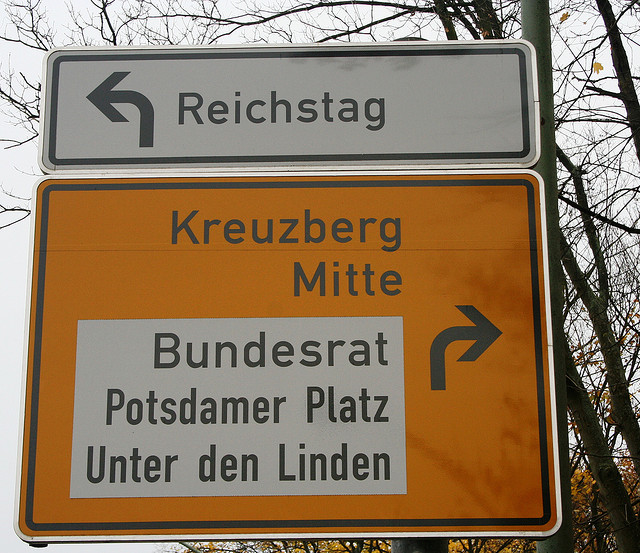 Reichstag
Kreuzberg
Mitte
Bundesrat
Potsdamer Platz
Unter den Linden